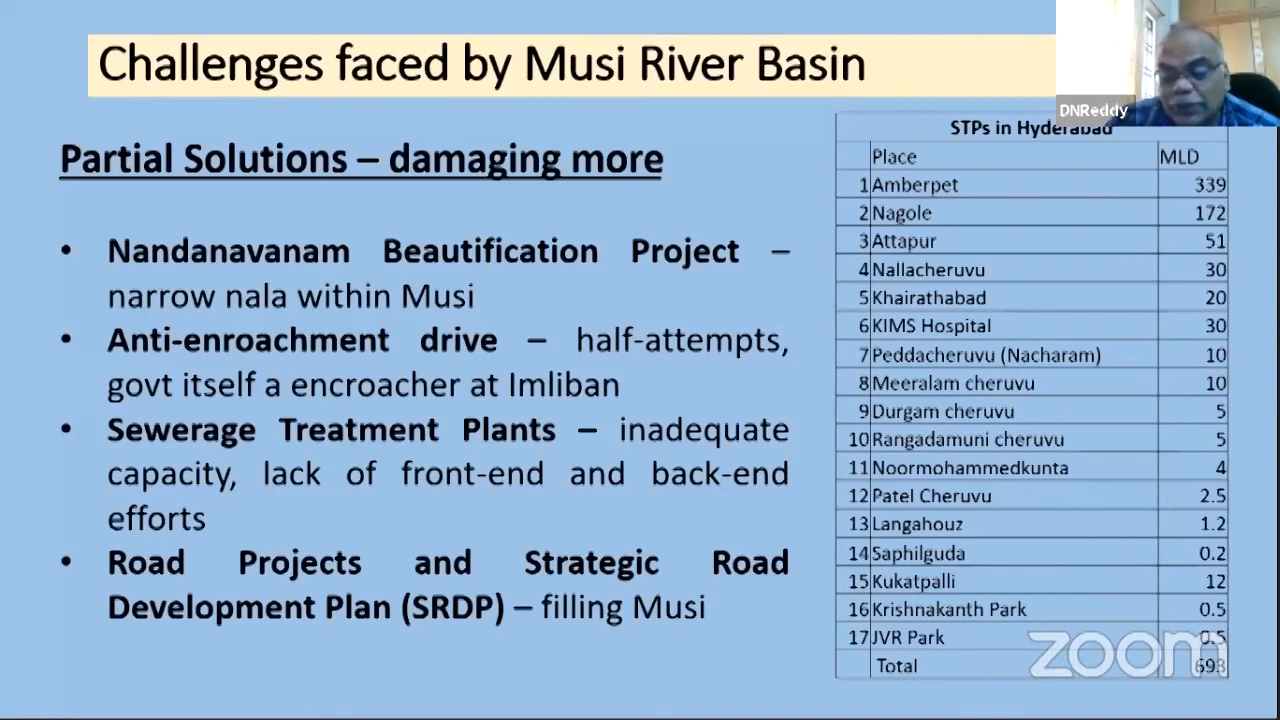 Challenges faced by Musi River Basin
DNReddy
Partial Solutions – damaging more
• Nandanavanam Beautification Project –
narrow nala within Musi
• Anti-enroachment drive – half-attempts,
govt itself a encroacher at Imliban
• Sewerage Treatment Plants – inadequate
capacity, lack of front-end and back-end
efforts
• Road Projects and Strategic Road
Development Plan (SRDP) – filling Musi
STPs in Hyderabad
Place MLD
1 Amberpet 339
2 Nagole 172
3 Attapur 51
4 Nallacheruvu 30
5 Khairathabad 20
6 KIMS Hospital 30
7 Peddacheruvu (Nacharam) 10
8 Meeralam cheruvu 10
9 Durgam cheruvu 5
10 Rangadamuni cheruvu 5
11 Noormohammedkunta 4
12 Patel Cheruvu 2.5
13 Langahouz 1.2
14 Saphilguda 0.2
15 Kukatpalli 12
16 Krishnakanth Park 0.5
17 JVR Park 0.5
Total 693
zoom